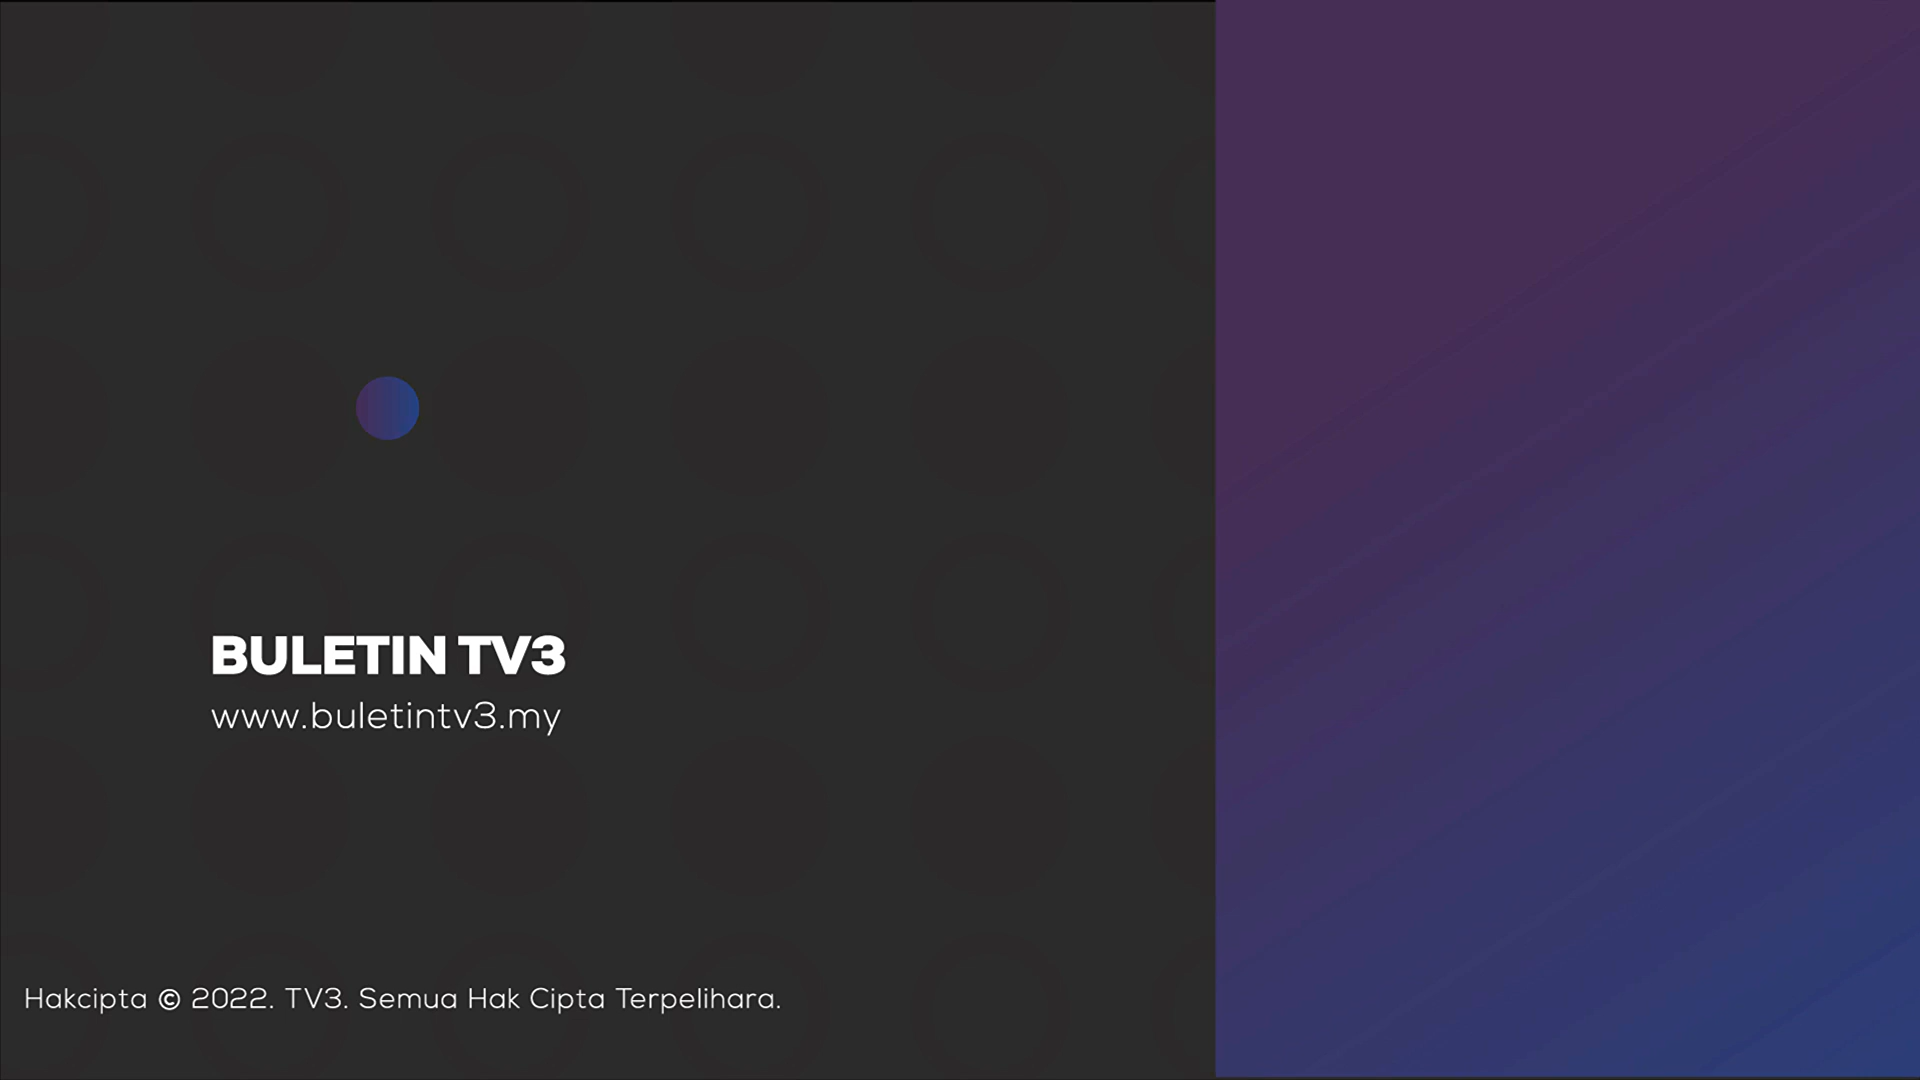 BULETIN TV3
www.buletintv3.my
Hakcipta © 2022. TV3. Semua Hak Cipta Terpelihara.